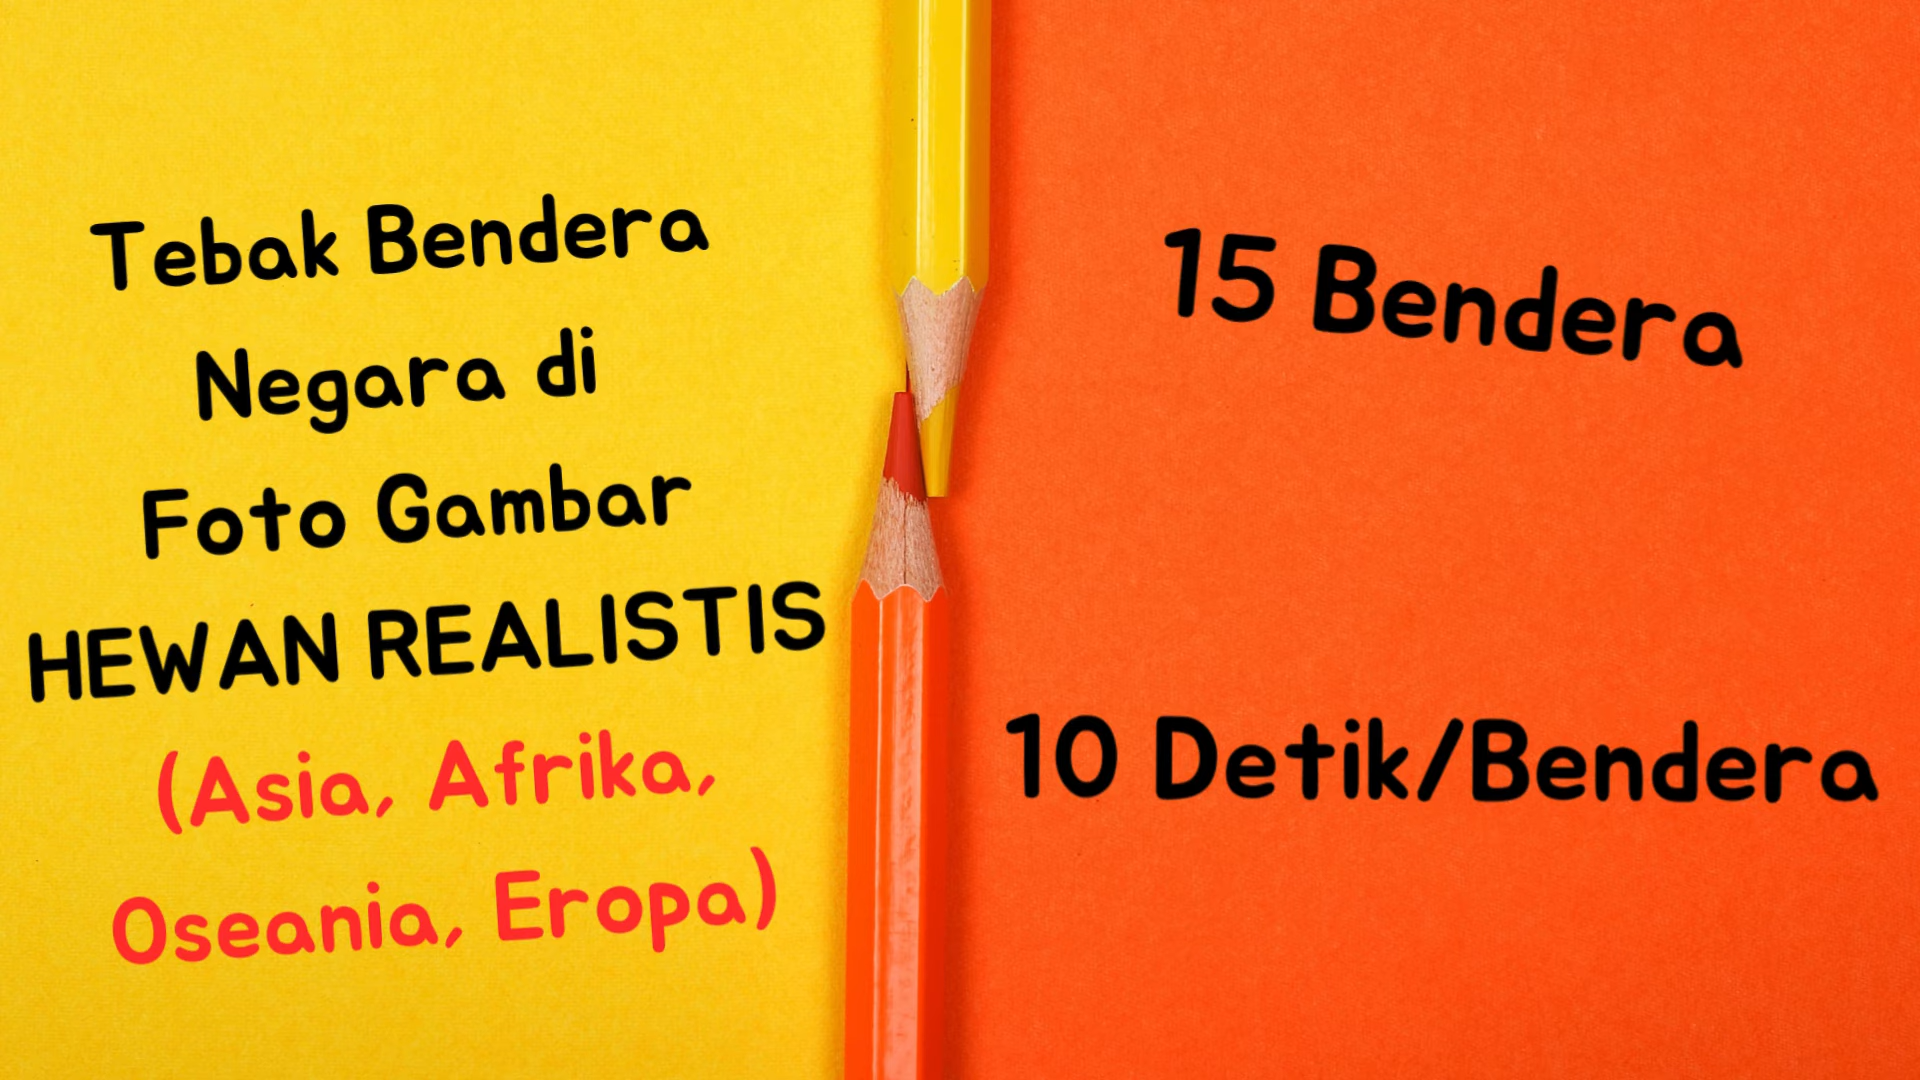 Tebak Bendera
Negara di
Foto Gambar
HEWAN REALISTIS
(Asia, Afrika,
Oseania, Eropa)
15 Bendera
10 Detik/Bendera